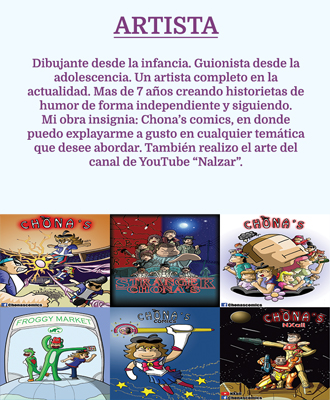 ARTISTA
Dibujante desde la infancia. Guionista desde la
adolescencia. Un artista completo en la
actualidad. Mas de 7 años creando historietas de
humor de forma independiente y siguiendo.
Mi obra insignia: Chona’s comics, en donde
puedo explayarme a gusto en cualquier temática
que desee abordar. También realizo el arte del
canal de YouTube “Nalzar”.
CHONA'S
CHONA'S
CHONA'S
Chonascomics
Chonascomics
FROGGY MARKET
CHONA'S
CHONA'S